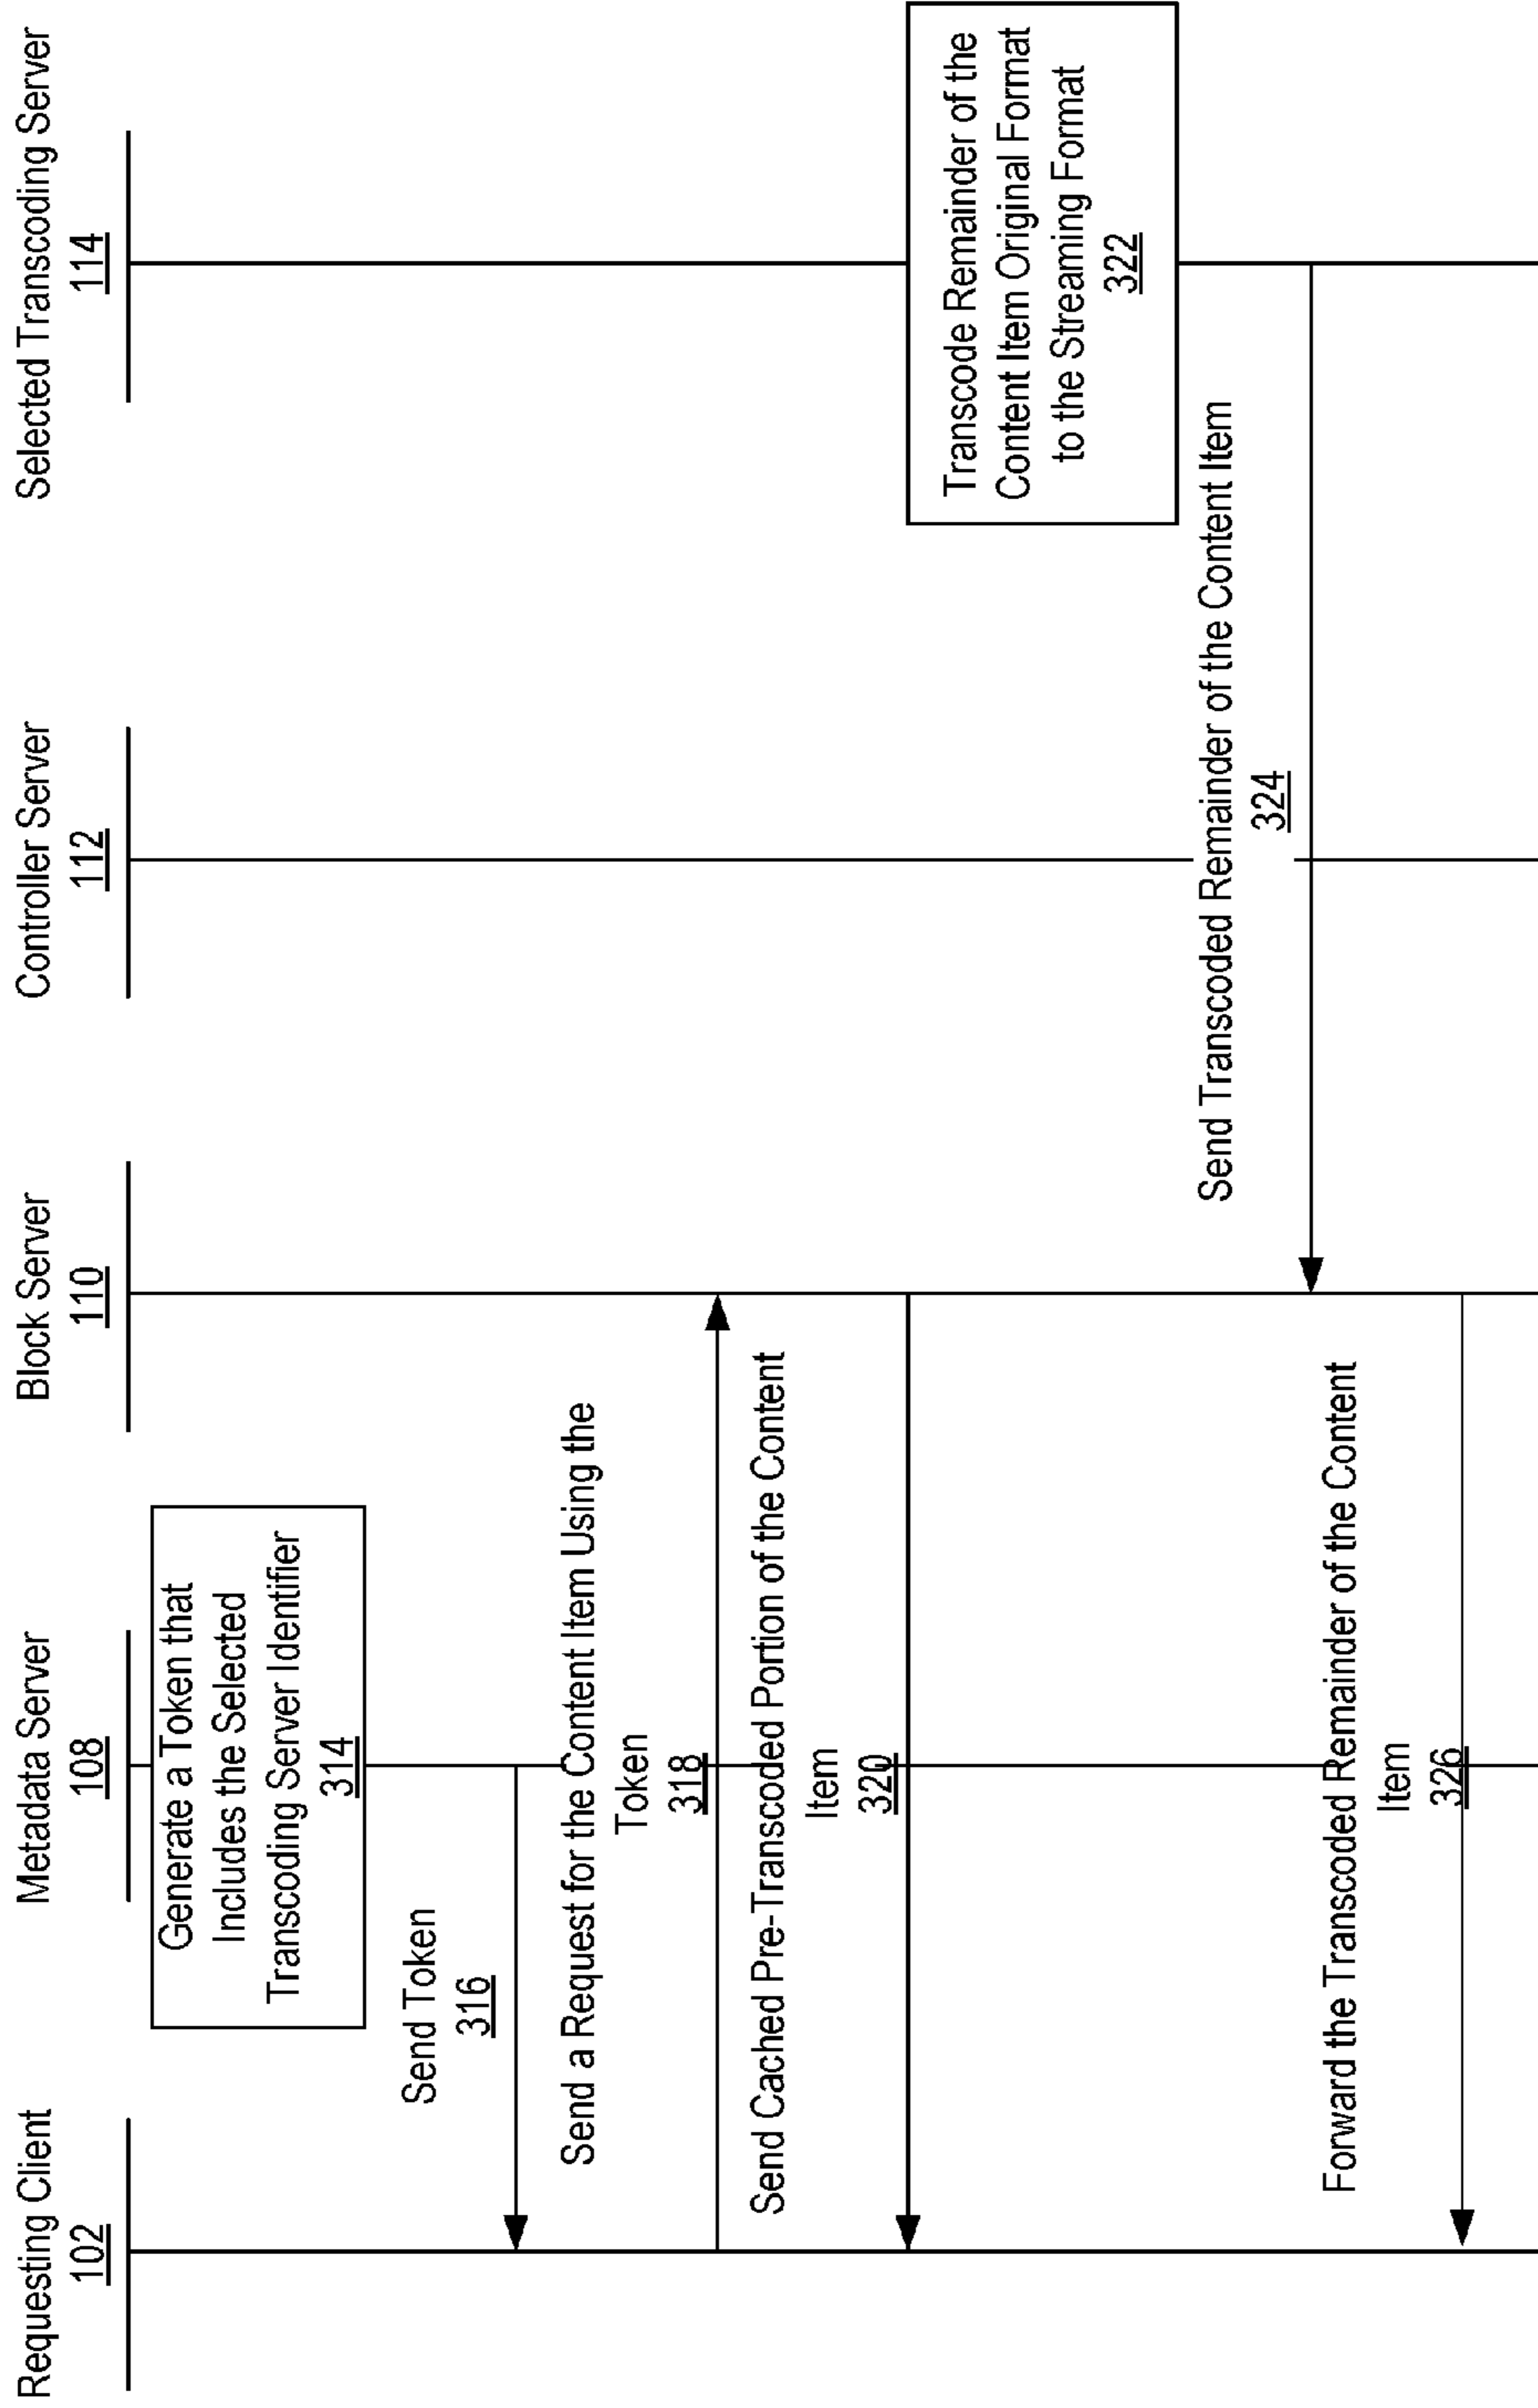 Requesting Client
102
Metadata Server
108
Block Server
110
Controller Server
112
Selected Transcoding Server
114
Generate a Token that
Includes the Selected
Transcoding Server Identifier
314
Send Token
316
Send a Request for the Content Item Using the
Token
318
Send Cached Pre-Transcoded Portion of the Content
Item
320
Transcode Remainder of the
Content Item Original Format
to the Streaming Format
322
Send Transcoded Remainder of the Content Item
324
Forward the Transcoded Remainder of the Content
Item
326